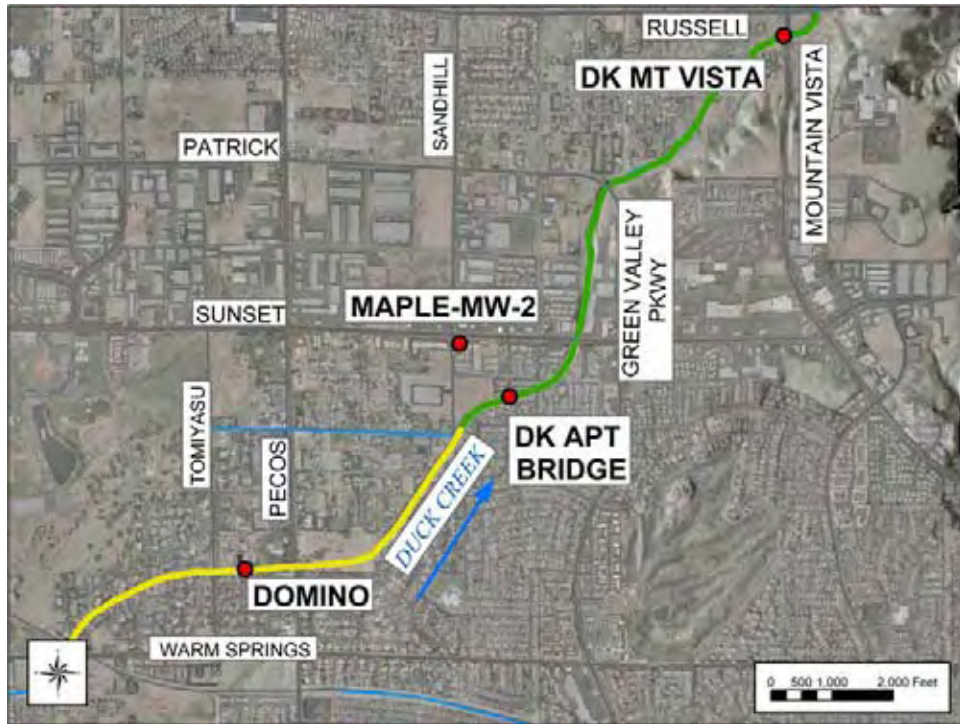 RUSSELL
DK MT VISTA
SANDHILL
MOUNTAIN VISTA
PATRICK
GREEN VALLEY
PKWY
SUNSET
MAPLE-MW-2
TOMIYASU
PECOS
DK APT
BRIDGE
DUCK CREEK
DOMINO
WARM SPRINGS
0 500 1,000 2,000 Feet